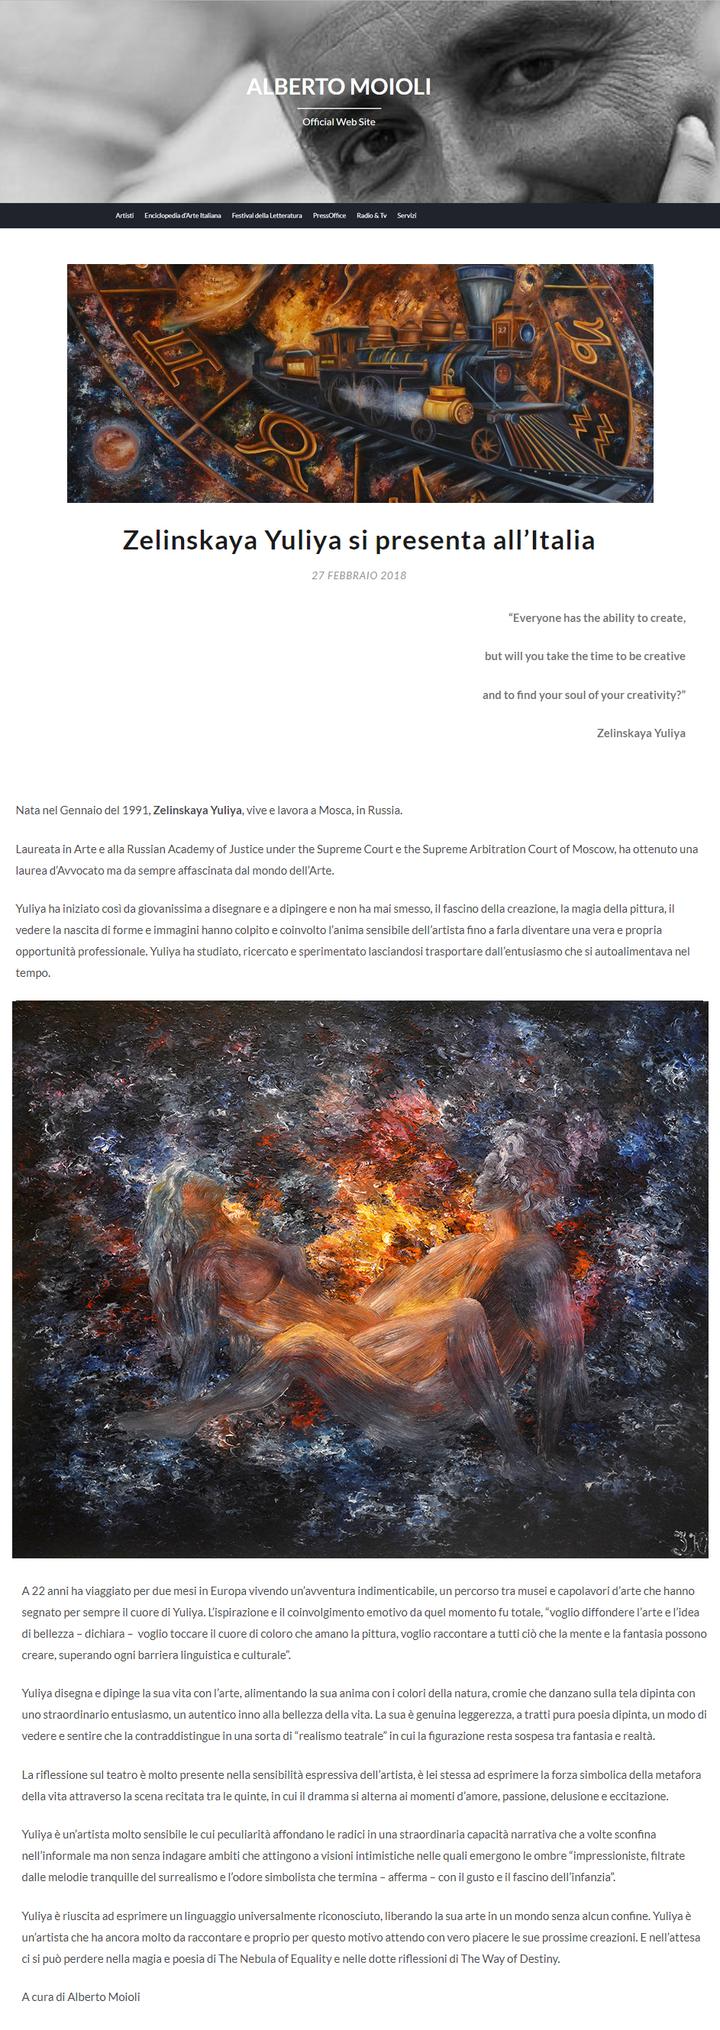 ALBERTO MOIOLI
Official Web Site
Artisti Enciclopedia d'Arte Italiana Festival della Letteratura PressOffice Radio & Tv Servizi
27
Zelinskaya Yuliya si presenta all’Italia
27 FEBBRAIO 2018
“Everyone has the ability to create,
but will you take the time to be creative
and to find your soul of your creativity?”
Zelinskaya Yuliya
Nata nel Gennaio del 1991, Zelinskaya Yuliya, vive e lavora a Mosca, in Russia.
Laureata in Arte e alla Russian Academy of Justice under the Supreme Court e the Supreme Arbitration Court of Moscow, ha ottenuto una
laurea d’Avvocato ma da sempre affascinata dal mondo dell’Arte.
Yuliya ha iniziato così da giovanissima a disegnare e a dipingere e non ha mai smesso, il fascino della creazione, la magia della pittura, il
vedere la nascita di forme e immagini hanno colpito e coinvolto l’anima sensibile dell’artista fino a farla diventare una vera e propria
opportunità professionale. Yuliya ha studiato, ricercato e sperimentato lasciandosi trasportare dall’entusiasmo che si autoalimentava nel
tempo.
A 22 anni ha viaggiato per due mesi in Europa vivendo un’avventura indimenticabile, un percorso tra musei e capolavori d’arte che hanno
segnato per sempre il cuore di Yuliya. L’ispirazione e il coinvolgimento emotivo da quel momento fu totale, “voglio diffondere l’arte e l’idea
di bellezza – dichiara – voglio toccare il cuore di coloro che amano la pittura, voglio raccontare a tutti ciò che la mente e la fantasia possono
creare, superando ogni barriera linguistica e culturale”.
Yuliya disegna e dipinge la sua vita con l’arte, alimentando la sua anima con i colori della natura, cromie che danzano sulla tela dipinta con
uno straordinario entusiasmo, un autentico inno alla bellezza della vita. La sua è genuina leggerezza, a tratti pura poesia dipinta, un modo di
vedere e sentire che la contraddistingue in una sorta di “realismo teatrale” in cui la figurazione resta sospesa tra fantasia e realtà.
La riflessione sul teatro è molto presente nella sensibilità espressiva dell’artista, è lei stessa ad esprimere la forza simbolica della metafora
della vita attraverso la scena recitata tra le quinte, in cui il dramma si alterna ai momenti d’amore, passione, delusione e eccitazione.
Yuliya è un’artista molto sensibile le cui peculiarità affondano le radici in una straordinaria capacità narrativa che a volte sconfina
nell’informale ma non senza indagare ambiti che attingono a visioni intimistiche nelle quali emergono le ombre “impressioniste, filtrate
dalle melodie tranquille del surrealismo e l’odore simbolista che termina – afferma – con il gusto e il fascino dell’infanzia”.
Yuliya è riuscita ad esprimere un linguaggio universalmente riconosciuto, liberando la sua arte in un mondo senza alcun confine. Yuliya è
un’artista che ha ancora molto da raccontare e proprio per questo motivo attendo con vero piacere le sue prossime creazioni. E nell’attesa
ci si può perdere nella magia e poesia di The Nebula of Equality e nelle dotte riflessioni di The Way of Destiny.
A cura di Alberto Moioli